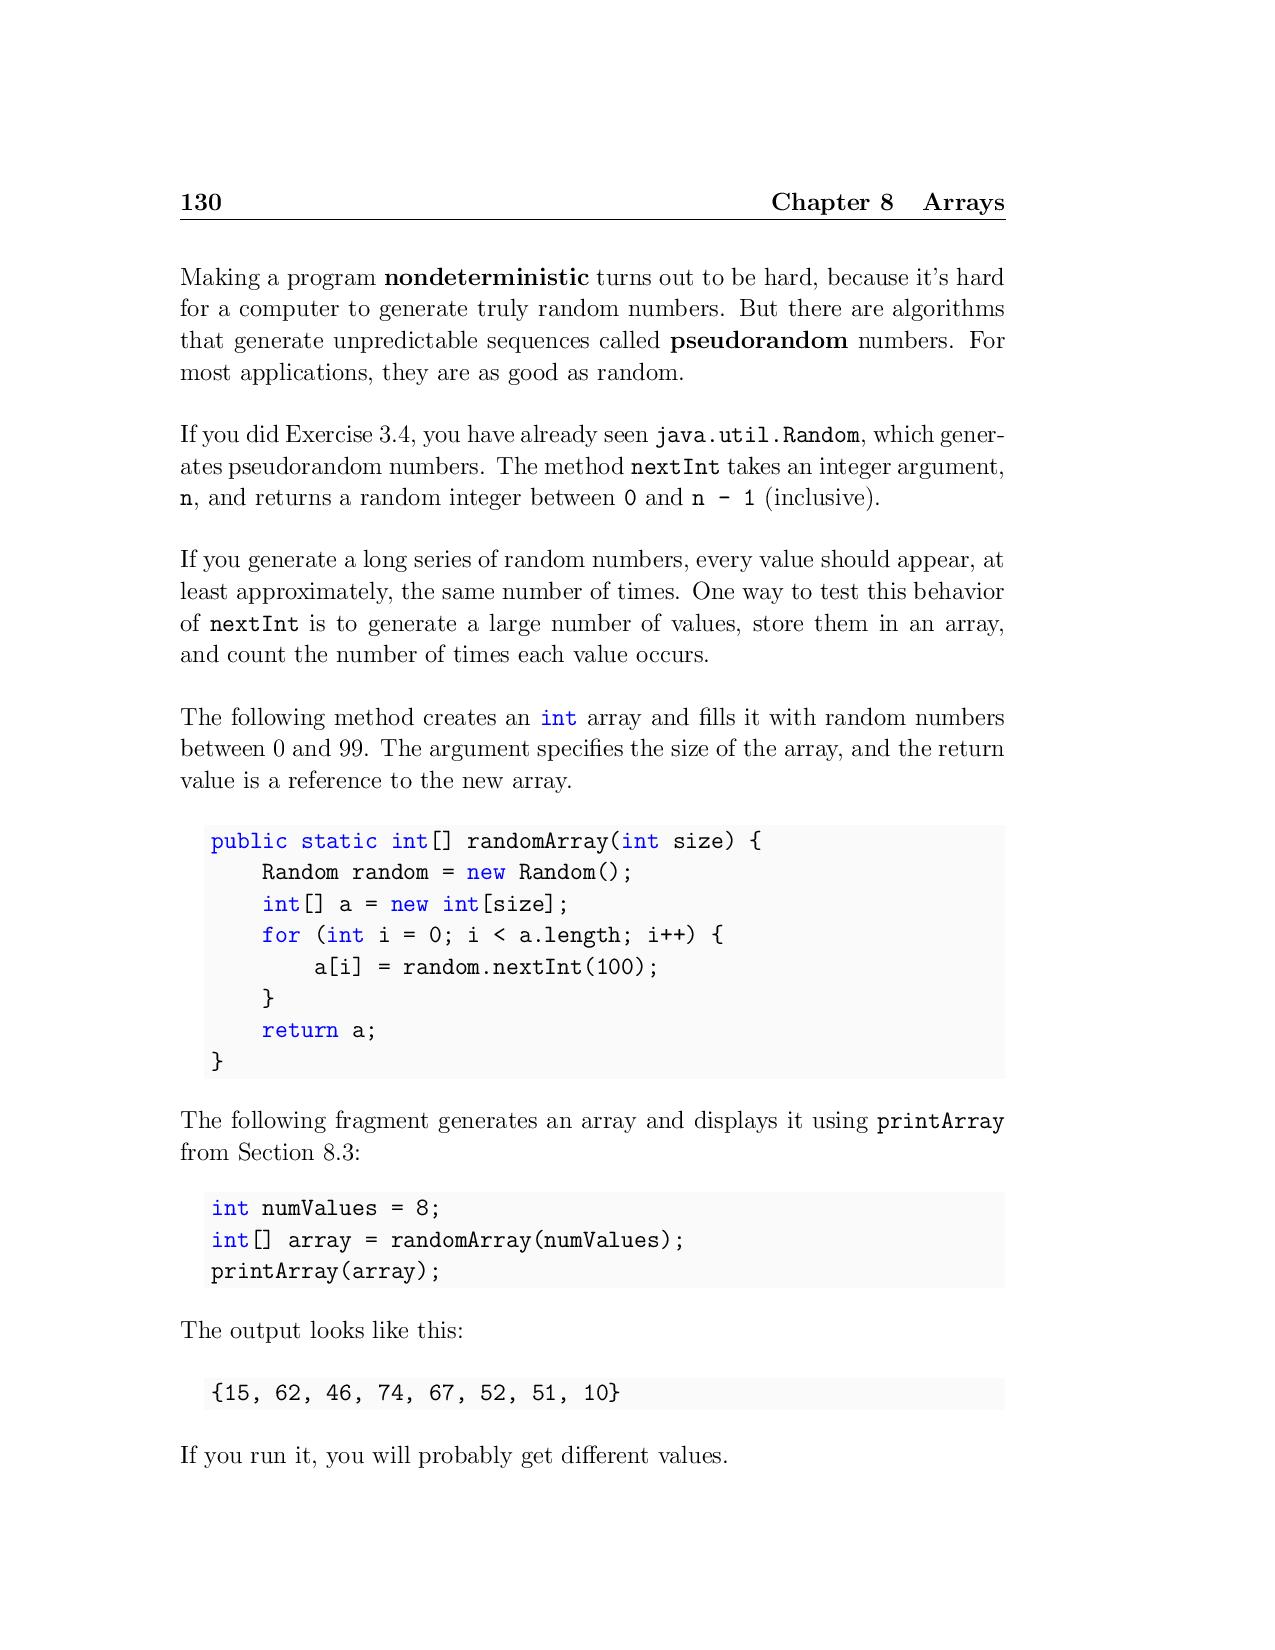 130 Chapter 8 Arrays
Making a program nondeterministic turns out to be hard, because it's hard
for a computer to generate truly random numbers. But there are algorithms
that generate unpredictable sequences called pseudorandom numbers. For
most applications, they are as good as random.
If you did Exercise 3.4, you have already seen java.util.Random, which gener-
ates pseudorandom numbers. The method nextInt takes an integer argument,
n, and returns a random integer between 0 and n - 1 (inclusive).
If you generate a long series of random numbers, every value should appear, at
least approximately, the same number of times. One way to test this behavior
of nextInt is to generate a large number of values, store them in an array,
and count the number of times each value occurs.
The following method creates an int array and fills it with random numbers
between 0 and 99. The argument specifies the size of the array, and the return
value is a reference to the new array.
public static int[] randomArray(int size) {
    Random random = new Random();
    int[] a = new int[size];
    for (int i = 0; i < a.length; i++) {
        a[i] = random.nextInt(100);
    }
    return a;
}
The following fragment generates an array and displays it using printArray
from Section 8.3:
int numValues = 8;
int[] array = randomArray(numValues);
printArray(array);
The output looks like this:
{15, 62, 46, 74, 67, 52, 51, 10}
If you run it, you will probably get different values.